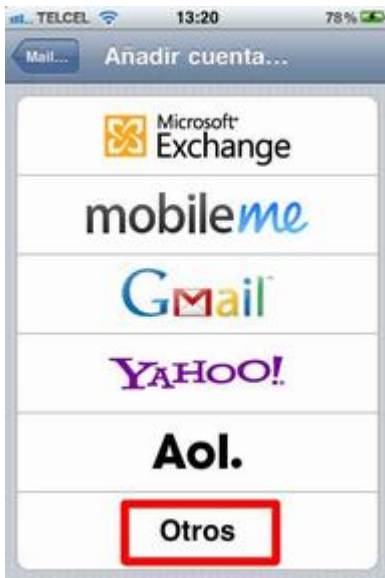 TELCEL 13:20 78%
Mail... Añadir cuenta...
Microsoft
Exchange
mobileme
Gmail
YAHOO!
Aol.
Otros